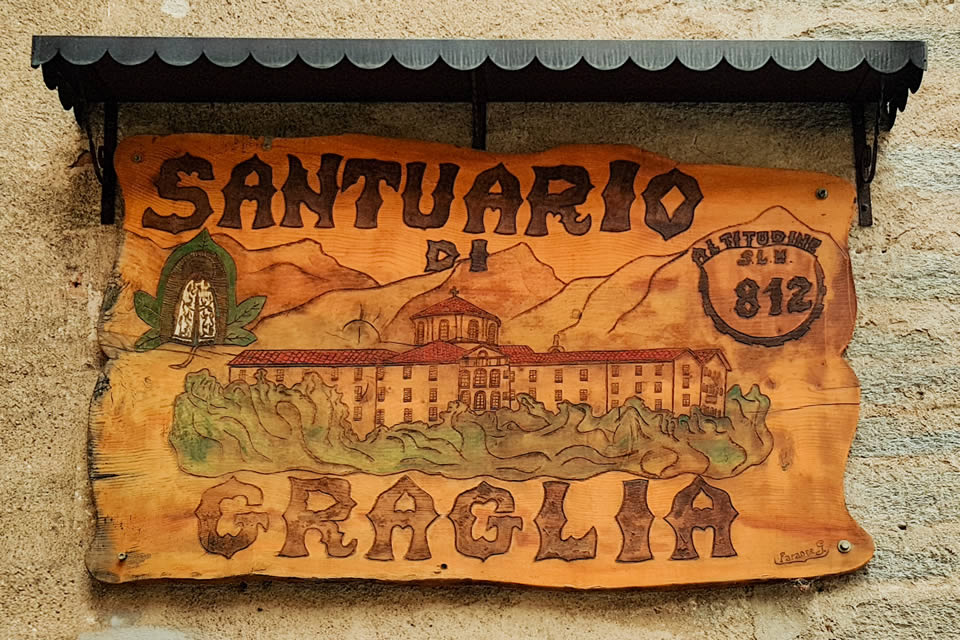 SANTUARIO
DI
ALTITUDINE
S.L.M.
812
GRAGLIA